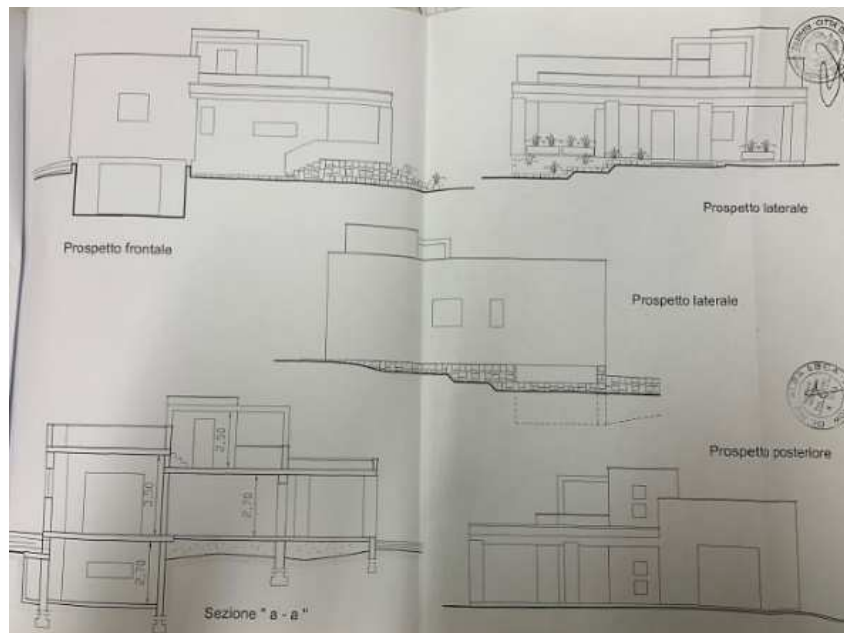 Prospetto frontale
Prospetto laterale
Prospetto laterale
2,50
3,50
2,70
2,70
Sezione " a - a "
Prospetto posteriore